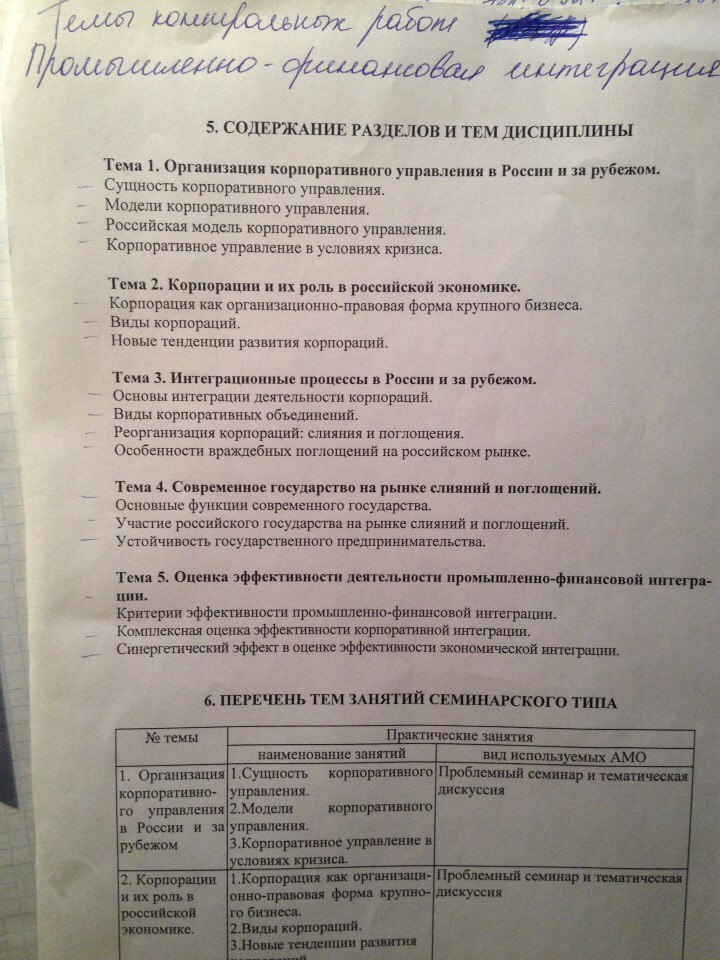 Темы контрольных работ
Промышленно-финансовая интеграция
5. СОДЕРЖАНИЕ РАЗДЕЛОВ И ТЕМ ДИСЦИПЛИНЫ
Тема 1. Организация корпоративного управления в России и за рубежом.
Сущность корпоративного управления.
Модели корпоративного управления.
Российская модель корпоративного управления.
Корпоративное управление в условиях кризиса.
Тема 2. Корпорации и их роль в российской экономике.
Корпорация как организационно-правовая форма крупного бизнеса.
Виды корпораций.
Новые тенденции развития корпораций.
Тема 3. Интеграционные процессы в России и за рубежом.
Основы интеграции деятельности корпораций.
Виды корпоративных объединений.
Реорганизация корпораций: слияния и поглощения.
Особенности враждебных поглощений на российском рынке.
Тема 4. Современное государство на рынке слияний и поглощений.
Основные функции современного государства.
Участие российского государства на рынке слияний и поглощений.
Устойчивость государственного предпринимательства.
Тема 5. Оценка эффективности деятельности промышленно-финансовой интегра-
ции.
Критерии эффективности промышленно-финансовой интеграции.
Комплексная оценка эффективности корпоративной интеграции.
Синергетический эффект в оценке эффективности экономической интеграции.
6. ПЕРЕЧЕНЬ ТЕМ ЗАНЯТИЙ СЕМИНАРСКОГО ТИПА
№ темы
Практические занятия
наименование занятий
вид используемых АМО
1. Организация
корпоративно-
го управления
в России и за
рубежом
1.Сущность корпоративного
управления.
2.Модели корпоративного
управления.
3.Корпоративное управление в
условиях кризиса.
Проблемный семинар и тематическая
дискуссия
2. Корпорации
и их роль в
российской
экономике.
1.Корпорация как организаци-
онно-правовая форма крупно-
го бизнеса.
2.Виды корпораций.
3.Новые тенденции развития
Проблемный семинар и тематическая
дискуссия